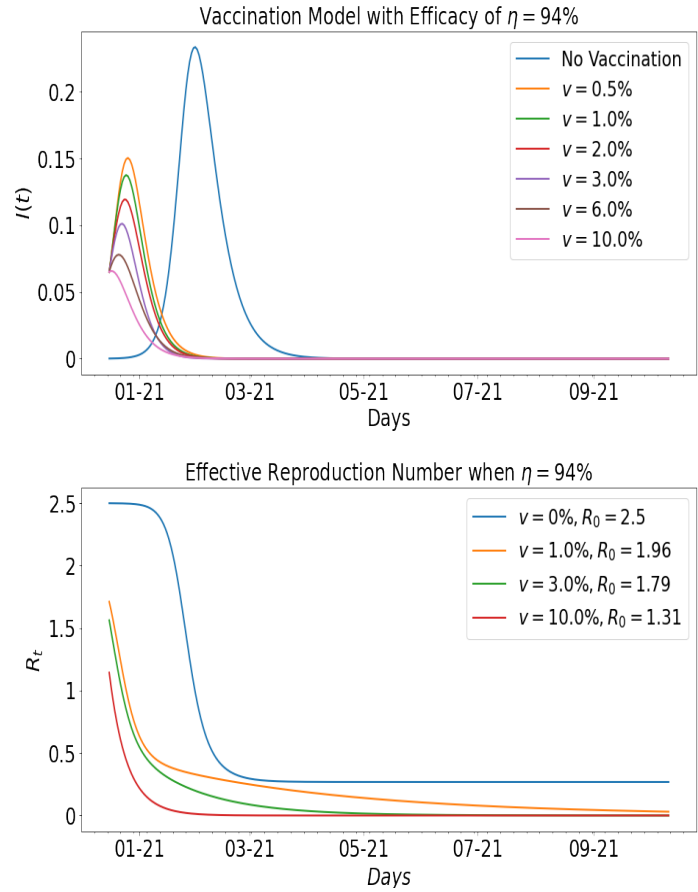 Vaccination Model with Efficacy of η = 94%
No Vaccination
v = 0.5%
v = 1.0%
v = 2.0%
v = 3.0%
v = 6.0%
v = 10.0%
0.2
0.15
0.1
0.05
0
I(t)
01-21 03-21 05-21 07-21 09-21
Days
Effective Reproduction Number when η = 94%
v = 0%, R₀ = 2.5
v = 1.0%, R₀ = 1.96
v = 3.0%, R₀ = 1.79
v = 10.0%, R₀ = 1.31
2.5
2
1.5
1
0.5
0
Rₜ
01-21 03-21 05-21 07-21 09-21
Days